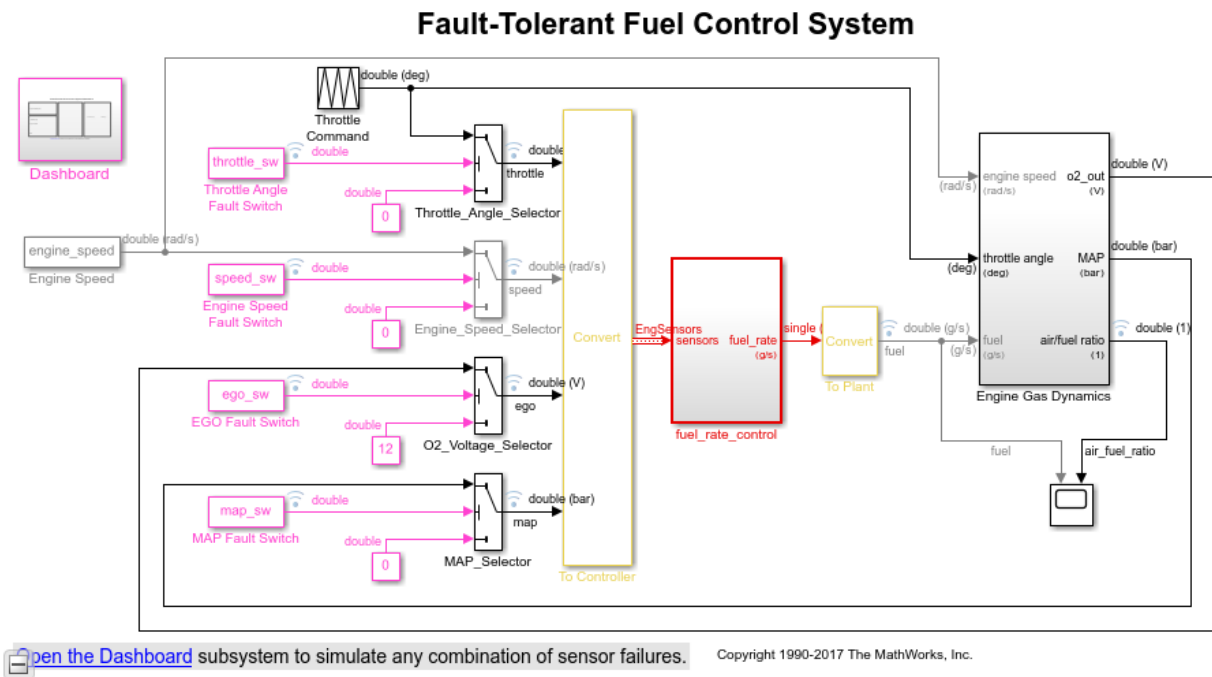 Fault-Tolerant Fuel Control System
Dashboard
Throttle
Command
double (deg)
throttle_sw
double
Throttle Angle
Fault Switch
double
0
double
throttle
Throttle_Angle_Selector
engine_speed
double (rad/s)
Engine Speed
speed_sw
double
Engine Speed
Fault Switch
double
0
double (rad/s)
speed
Engine_Speed_Selector
ego_sw
double
EGO Fault Switch
double
12
double (V)
ego
O2_Voltage_Selector
map_sw
double
MAP Fault Switch
double
0
double (bar)
map
MAP_Selector
Convert
To Controller
EngSensors
sensors
fuel_rate
(g/s)
fuel_rate_control
single (
Convert
To Plant
double (g/s)
fuel
(g/s)
(rad/s)
engine speed
(rad/s)
o2_out
(V)
double (V)
(deg)
throttle angle
(deg)
MAP
(bar)
double (bar)
fuel
(g/s)
air/fuel ratio
(1)
double (1)
Engine Gas Dynamics
fuel
air_fuel_ratio
Open the Dashboard subsystem to simulate any combination of sensor failures.
Copyright 1990-2017 The MathWorks, Inc.